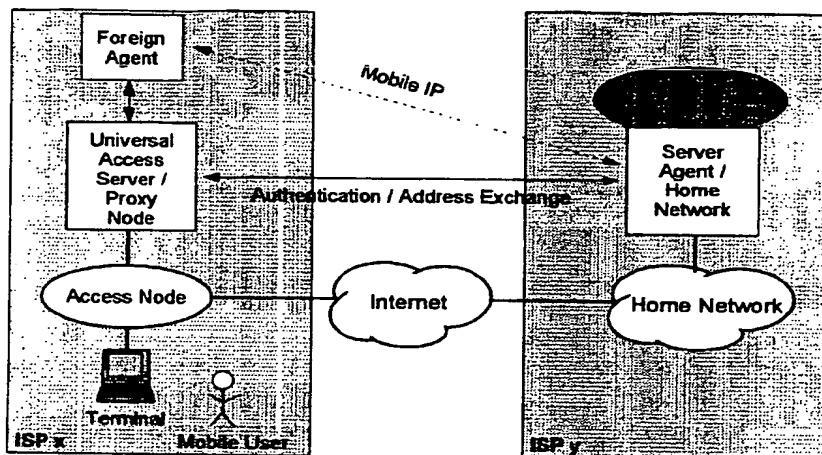 Foreign
Agent
Mobile IP
Universal
Access
Server /
Proxy
Node
Server
Agent /
Home
Network
Authentication / Address Exchange
Access Node
Internet
Home Network
Terminal
Mobile User
ISP x
ISP y